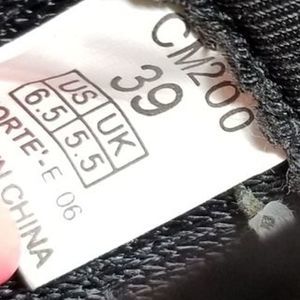 CM200
39
US UK
6.5 5.5
ORTE'-E 06
N CHINA